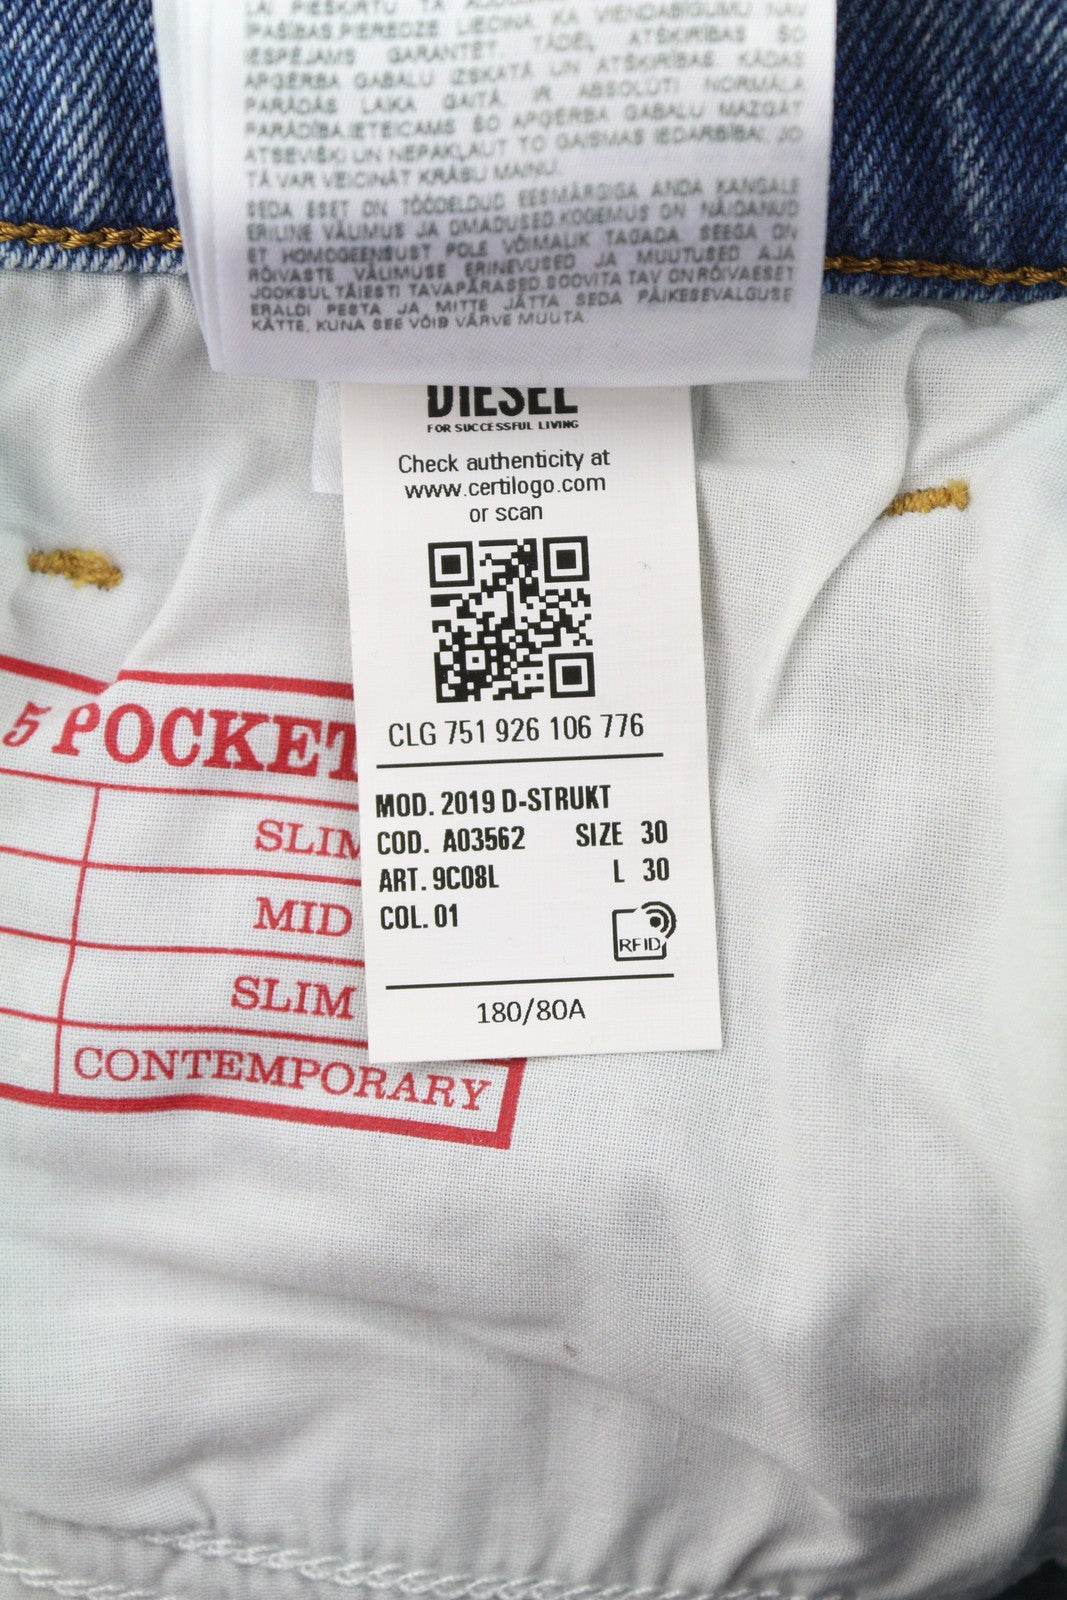 LAI PIEŠĶIRTU TĀ
PAŠĪBAS.PIEREDZE LIECINA, KA VIENDABĪGUMU NAV
IESPĒJAMS GARANTĒT. TĀDĒĻ ATŠĶIRĪBAS ŠO
APĢĒRBA GABALU IZSKATĀ UN ATŠĶIRĪBAS, KĀDAS
PARĀDĀS LAIKA GAITĀ, IR ABSOLŪTI NORMĀLA
PARĀDĪBA.IETEICAMS ŠO APĢĒRBA GABALU MAZGĀT
ATSEVIŠĶI UN NEPAKĻAUT TO GAISMAS IEDARBĪBAI, JO
TĀ VAR VEICINĀT KRĀSU MAIŅU.
SEDA ESET ON TÖÖDELDUD EESMÄRGIGA ANDA KANGALE
ERILINE VÄLIMUS JA OMADUSED.KOGEMUS ON NÄIDANUD
ET HOMOGEENSUST POLE VÕIMALIK TAGADA. SEEGA ON
RÕIVASTE VÄLIMUSE ERINEVUSED JA MUUTUSED AJA
JOOKSUL TÄIESTI TAVAPÄRASED.SOOVITATAV ON RÕIVAESET
ERALDI PESTA JA MITTE JÄTTA SEDA PÄIKESEVALGUSE
KÄTTE, KUNA SEE VÕIB VÄRVE MUUTA.
DIESEL
FOR SUCCESSFUL LIVING
Check authenticity at
www.certilogo.com
or scan
CLG 751 926 106 776
MOD. 2019 D-STRUKT
COD. A03562 SIZE 30
ART. 9C08L L 30
COL. 01
RFID
180/80A
5 POCKET
SLIM
MID
SLIM
CONTEMPORARY